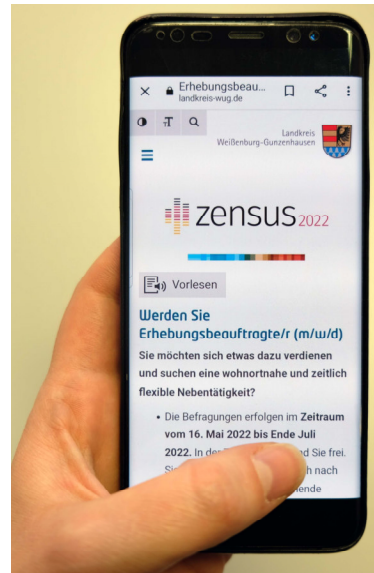 Erhebungsbeau...
landkreis-wug.de
TT
Landkreis
Weißenburg-Gunzenhausen
zensus2022
Vorlesen
Werden Sie
Erhebungsbeauftragte/r (m/w/d)
Sie möchten sich etwas dazu verdienen
und suchen eine wohnortnahe und zeitlich
flexible Nebentätigkeit?
• Die Befragungen erfolgen im Zeitraum
vom 16. Mai 2022 bis Ende Juli
2022. In der Sie frei.
nach